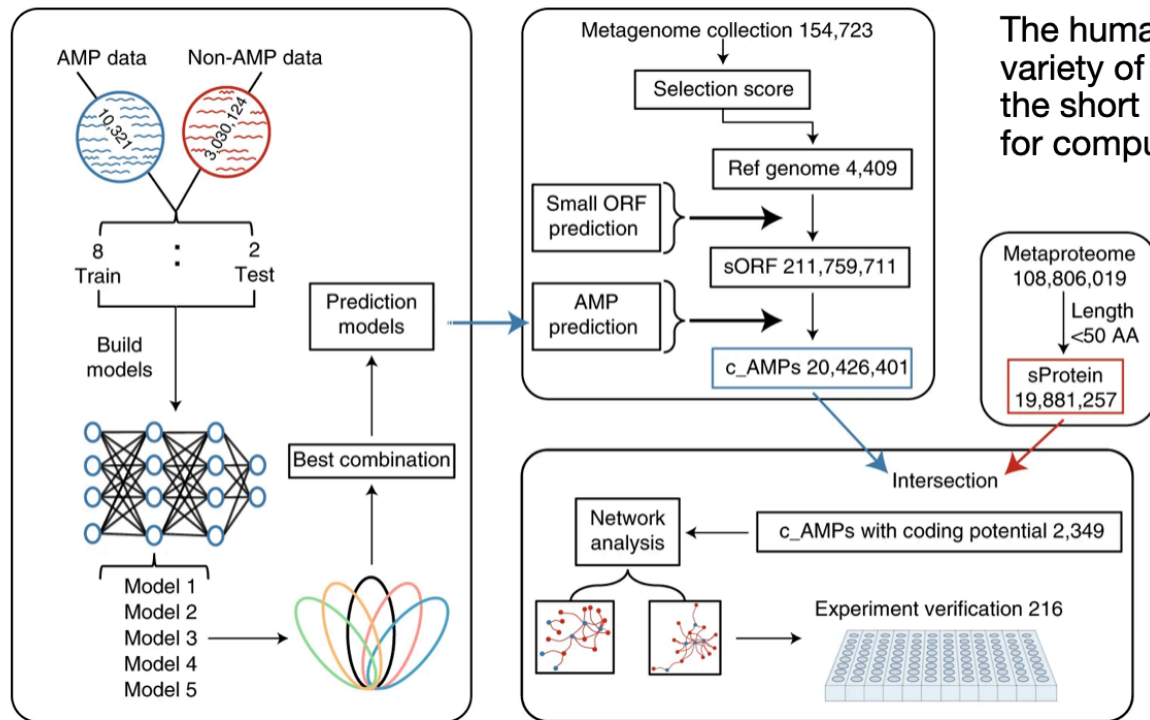 AMP data
Non-AMP data
10,321
3,030,124
8
:
2
Train
Test
Build
models
Model 1
Model 2
Model 3
Model 4
Model 5
Best combination
Prediction
models
Metagenome collection 154,723
Selection score
Ref genome 4,409
Small ORF
prediction
sORF 211,759,711
AMP
prediction
c_AMPs 20,426,401
The huma
variety of
the short
for compu
Metaproteome
108,806,019
Length
<50 AA
sProtein
19,881,257
Intersection
c_AMPs with coding potential 2,349
Network
analysis
Experiment verification 216